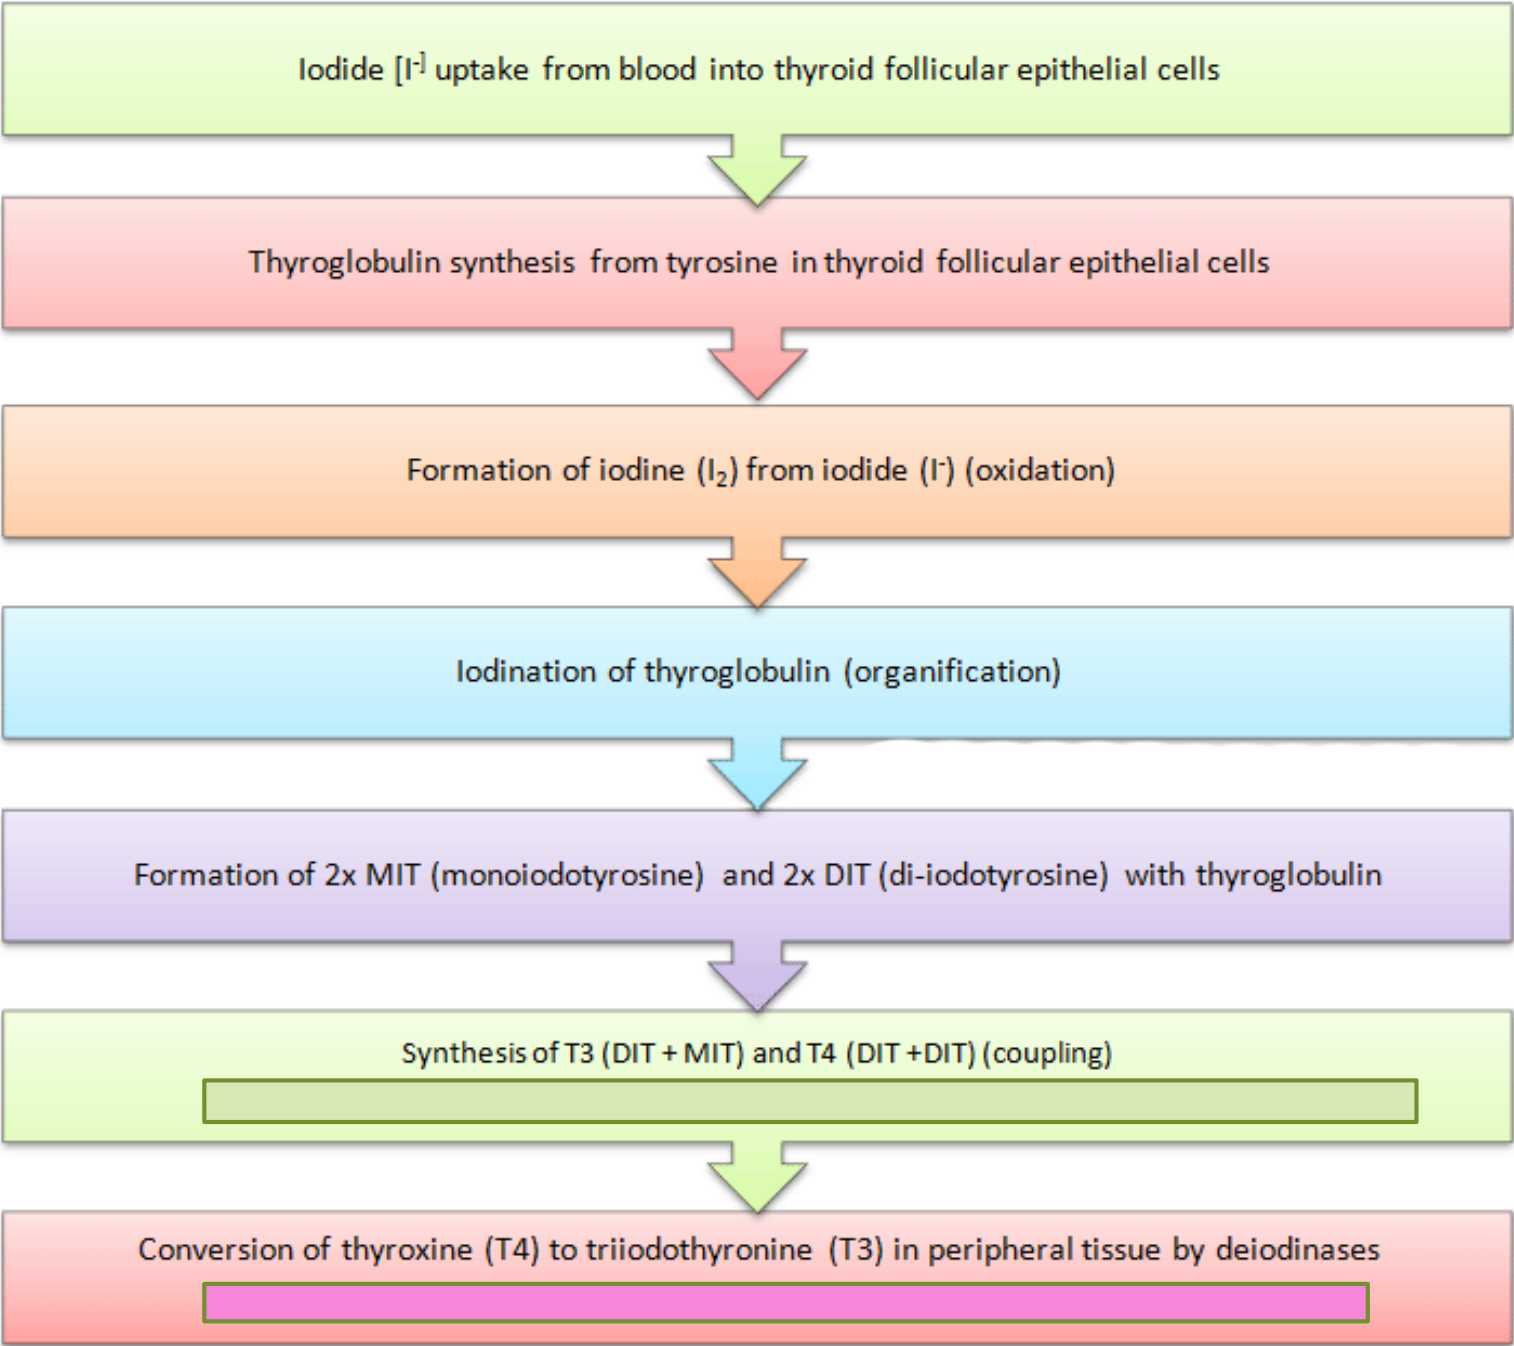 Iodide [I⁻] uptake from blood into thyroid follicular epithelial cells
Thyroglobulin synthesis from tyrosine in thyroid follicular epithelial cells
Formation of iodine (I₂) from iodide (I⁻) (oxidation)
Iodination of thyroglobulin (organification)
Formation of 2x MIT (monoiodotyrosine) and 2x DIT (di-iodotyrosine) with thyroglobulin
Synthesis of T3 (DIT + MIT) and T4 (DIT +DIT) (coupling)
Conversion of thyroxine (T4) to triiodothyronine (T3) in peripheral tissue by deiodinases